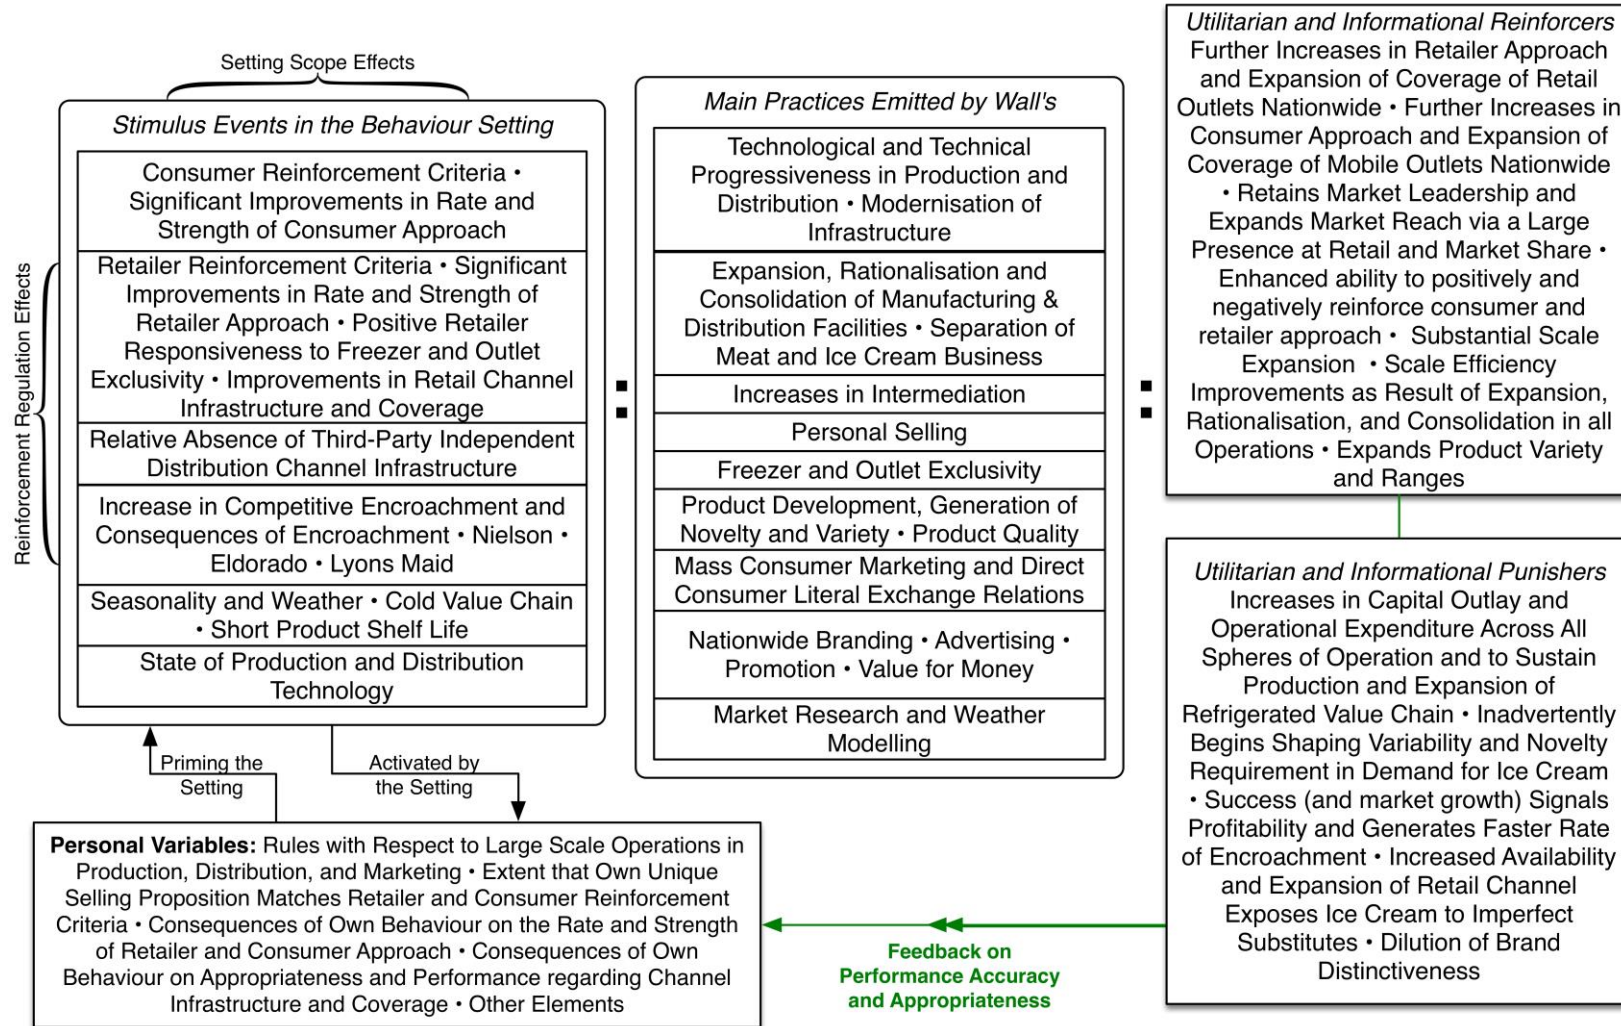 Setting Scope Effects
Stimulus Events in the Behaviour Setting
Consumer Reinforcement Criteria •
Significant Improvements in Rate and
Strength of Consumer Approach
Reinforcement Regulation Effects
Retailer Reinforcement Criteria • Significant
Improvements in Rate and Strength of
Retailer Approach • Positive Retailer
Responsiveness to Freezer and Outlet
Exclusivity • Improvements in Retail Channel
Infrastructure and Coverage
Relative Absence of Third-Party Independent
Distribution Channel Infrastructure
Increase in Competitive Encroachment and
Consequences of Encroachment • Nielson •
Eldorado • Lyons Maid
Seasonality and Weather • Cold Value Chain
• Short Product Shelf Life
State of Production and Distribution
Technology
:
Main Practices Emitted by Wall's
Technological and Technical
Progressiveness in Production and
Distribution • Modernisation of
Infrastructure
Expansion, Rationalisation and
Consolidation of Manufacturing &
Distribution Facilities • Separation of
Meat and Ice Cream Business
Increases in Intermediation
Personal Selling
Freezer and Outlet Exclusivity
Product Development, Generation of
Novelty and Variety • Product Quality
Mass Consumer Marketing and Direct
Consumer Literal Exchange Relations
Nationwide Branding • Advertising •
Promotion • Value for Money
Market Research and Weather
Modelling
:
Utilitarian and Informational Reinforcers
Further Increases in Retailer Approach
and Expansion of Coverage of Retail
Outlets Nationwide • Further Increases in
Consumer Approach and Expansion of
Coverage of Mobile Outlets Nationwide
• Retains Market Leadership and
Expands Market Reach via a Large
Presence at Retail and Market Share •
Enhanced ability to positively and
negatively reinforce consumer and
retailer approach • Substantial Scale
Expansion • Scale Efficiency
Improvements as Result of Expansion,
Rationalisation, and Consolidation in all
Operations • Expands Product Variety
and Ranges
Utilitarian and Informational Punishers
Increases in Capital Outlay and
Operational Expenditure Across All
Spheres of Operation and to Sustain
Production and Expansion of
Refrigerated Value Chain • Inadvertently
Begins Shaping Variability and Novelty
Requirement in Demand for Ice Cream
• Success (and market growth) Signals
Profitability and Generates Faster Rate
of Encroachment • Increased Availability
and Expansion of Retail Channel
Exposes Ice Cream to Imperfect
Substitutes • Dilution of Brand
Distinctiveness
Priming the
Setting
Activated by
the Setting
Personal Variables: Rules with Respect to Large Scale Operations in
Production, Distribution, and Marketing • Extent that Own Unique
Selling Proposition Matches Retailer and Consumer Reinforcement
Criteria • Consequences of Own Behaviour on the Rate and Strength
of Retailer and Consumer Approach • Consequences of Own
Behaviour on Appropriateness and Performance regarding Channel
Infrastructure and Coverage • Other Elements
Feedback on
Performance Accuracy
and Appropriateness